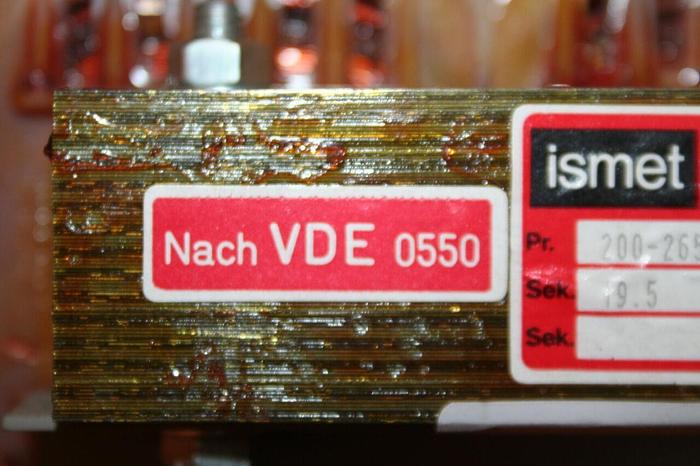 Nach VDE 0550
ismet
Pr. 200-265
Sek. 19.5
Sek.